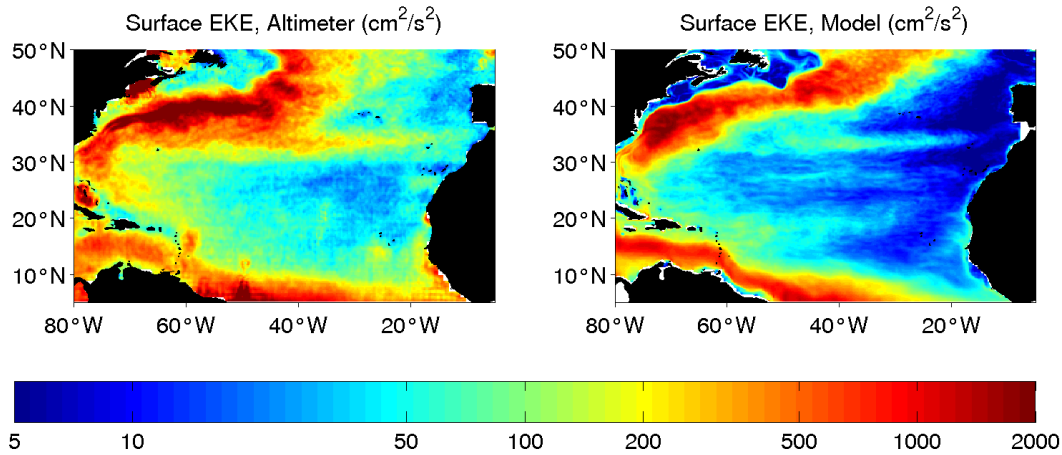 Surface EKE, Altimeter (cm²/s²)
Surface EKE, Model (cm²/s²)
50°N
40°N
30°N
20°N
10°N
80°W 60°W 40°W 20°W
50°N
40°N
30°N
20°N
10°N
80°W 60°W 40°W 20°W
5 10 50 100 200 500 1000 2000